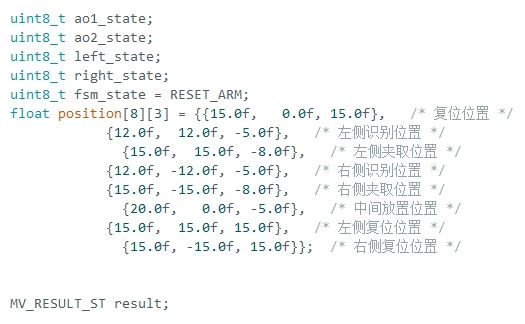 uint8_t ao1_state;
uint8_t ao2_state;
uint8_t left_state;
uint8_t right_state;
uint8_t fsm_state = RESET_ARM;
float position[8][3] = {{15.0f,   0.0f, 15.0f},   /* 复位位置 */
            {12.0f,  12.0f, -5.0f},   /* 左侧识别位置 */
              {15.0f,  15.0f, -8.0f},   /* 左侧夹取位置 */
            {12.0f, -12.0f, -5.0f},   /* 右侧识别位置 */
            {15.0f, -15.0f, -8.0f},   /* 右侧夹取位置 */
              {20.0f,   0.0f, -5.0f},   /* 中间放置位置 */
            {15.0f,  15.0f, 15.0f},   /* 左侧复位位置 */
              {15.0f, -15.0f, 15.0f}};  /* 右侧复位位置 */
MV_RESULT_ST result;